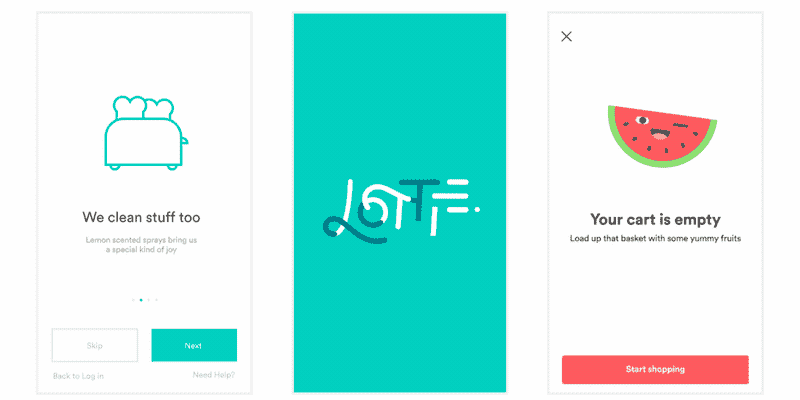 We clean stuff too
Lemon scented sprays bring us
a special kind of joy
Skip
Next
Back to Log in
Need Help?
Your cart is empty
Load up that basket with some yummy fruits
Start shopping